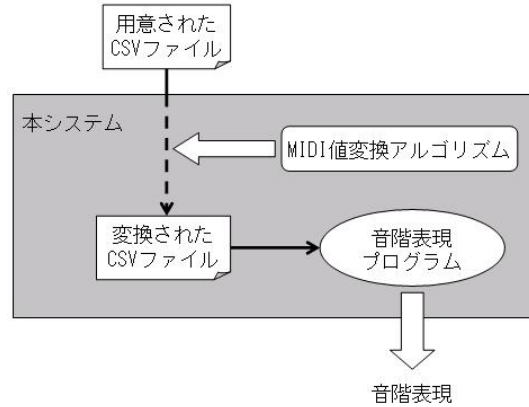 用意された
CSVファイル
本システム
MIDI値変換アルゴリズム
変換された
CSVファイル
音階表現
プログラム
音階表現